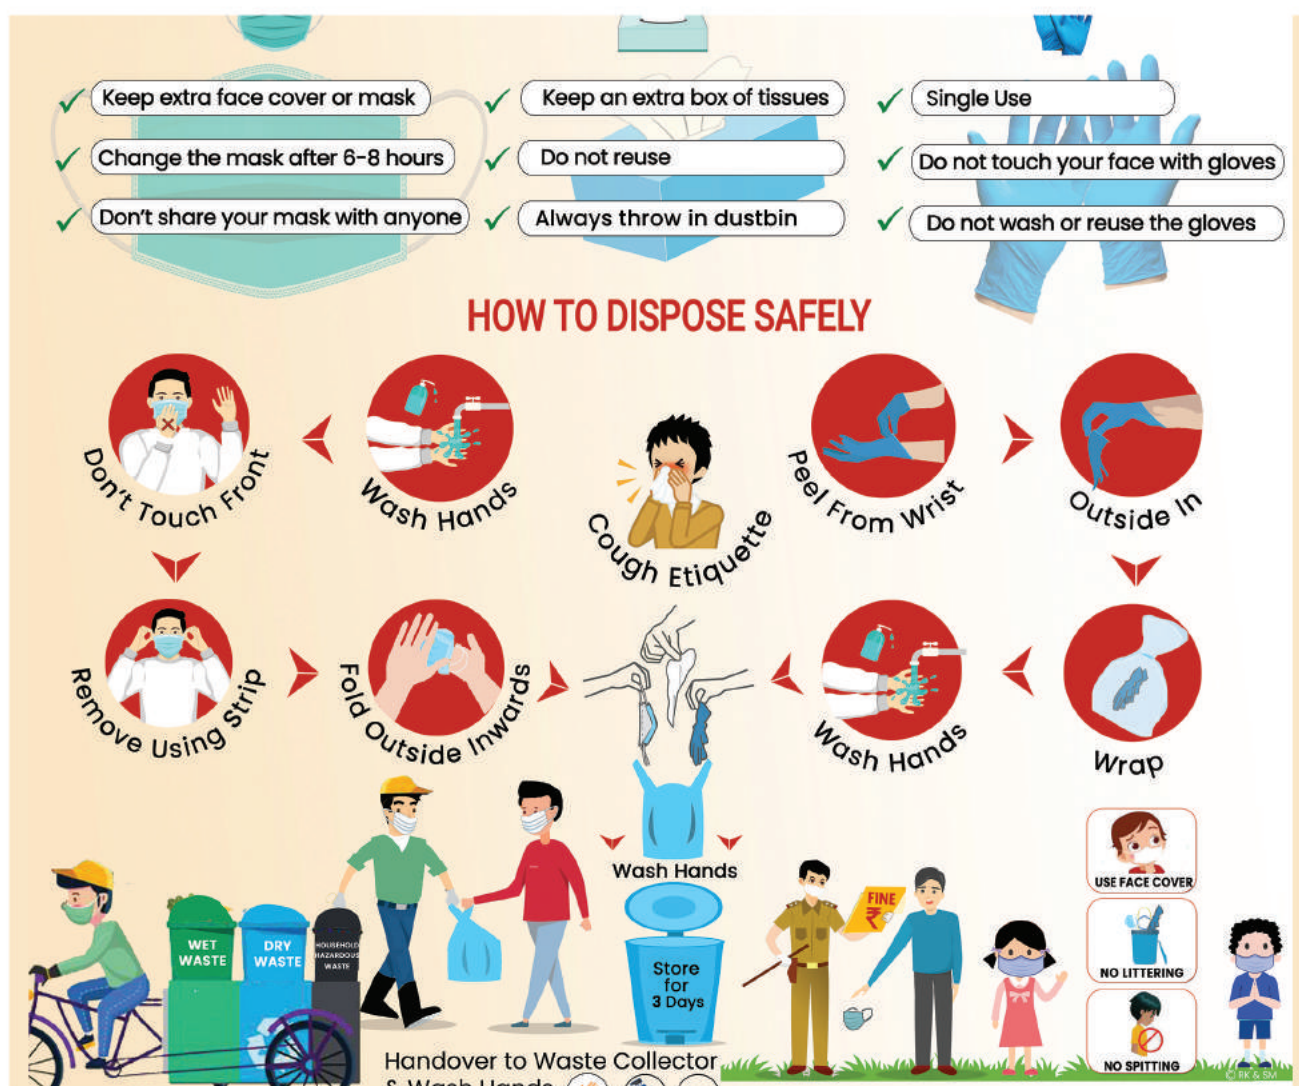 Keep extra face cover or mask
Change the mask after 6-8 hours
Don't share your mask with anyone
Keep an extra box of tissues
Do not reuse
Always throw in dustbin
Single Use
Do not touch your face with gloves
Do not wash or reuse the gloves
HOW TO DISPOSE SAFELY
Wash Hands
Don't Touch Front
Remove Using Strip
Fold Outside Inwards
Cough Etiquette
Peel From Wrist
Outside In
Wrap
Wash Hands
Wash Hands
Store
for
3 Days
WET
WASTE
DRY
WASTE
HOUSEHOLD
HAZARDOUS
WASTE
Handover to Waste Collector
& Wash Hands
FINE
₹
USE FACE COVER
NO LITTERING
NO SPITTING
© RK & SM